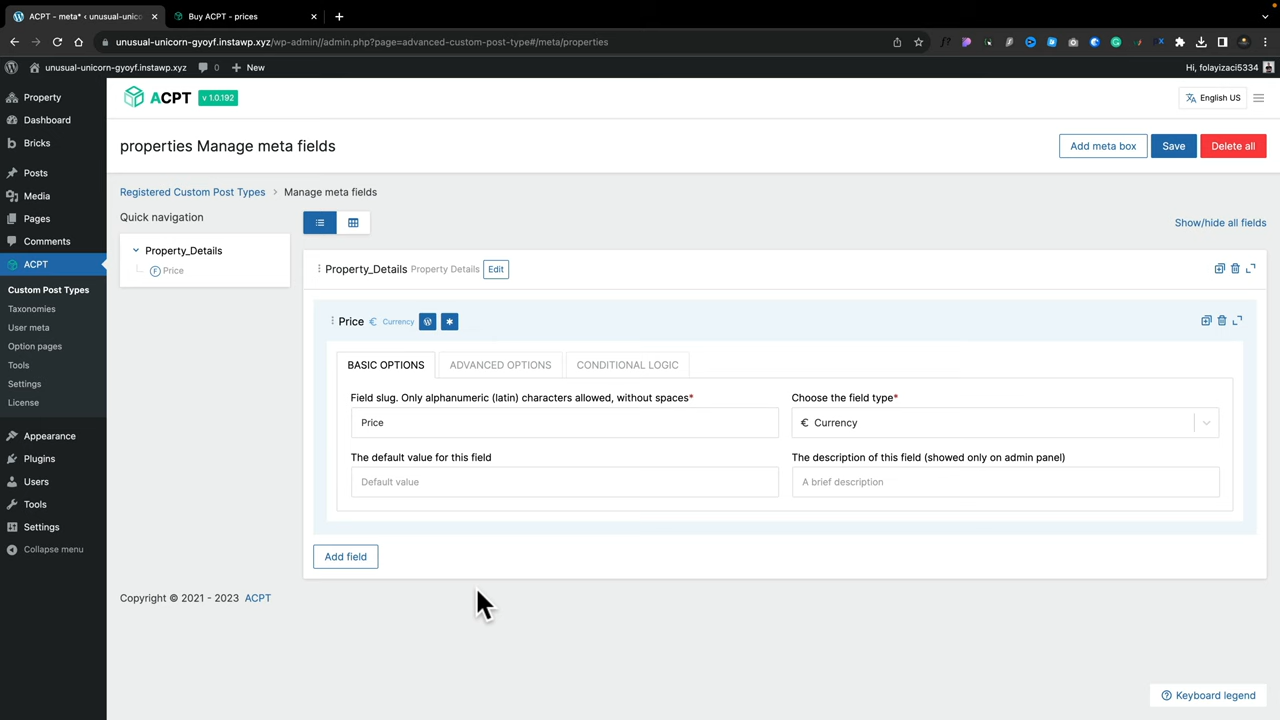 ACPT - meta* ‹ unusual-unico
Buy ACPT - prices
unusual-unicorn-gyoyf.instawp.xyz/wp-admin//admin.php?page=advanced-custom-post-type#/meta/properties
unusual-unicorn-gyoyf.instawp.xyz
0
New
Hi, folayizaci5334
Property
Dashboard
Bricks
Posts
Media
Pages
Comments
ACPT
Custom Post Types
Taxonomies
User meta
Option pages
Tools
Settings
License
Appearance
Plugins
Users
Tools
Settings
Collapse menu
ACPT
v 1.0.192
English US
properties Manage meta fields
Add meta box
Save
Delete all
Registered Custom Post Types > Manage meta fields
Quick navigation
Property_Details
F Price
Show/hide all fields
Property_Details Property Details Edit
Price € Currency
BASIC OPTIONS
ADVANCED OPTIONS
CONDITIONAL LOGIC
Field slug. Only alphanumeric (latin) characters allowed, without spaces*
Price
Choose the field type*
€ Currency
The default value for this field
Default value
The description of this field (showed only on admin panel)
A brief description
Add field
Copyright © 2021 - 2023 ACPT
Keyboard legend